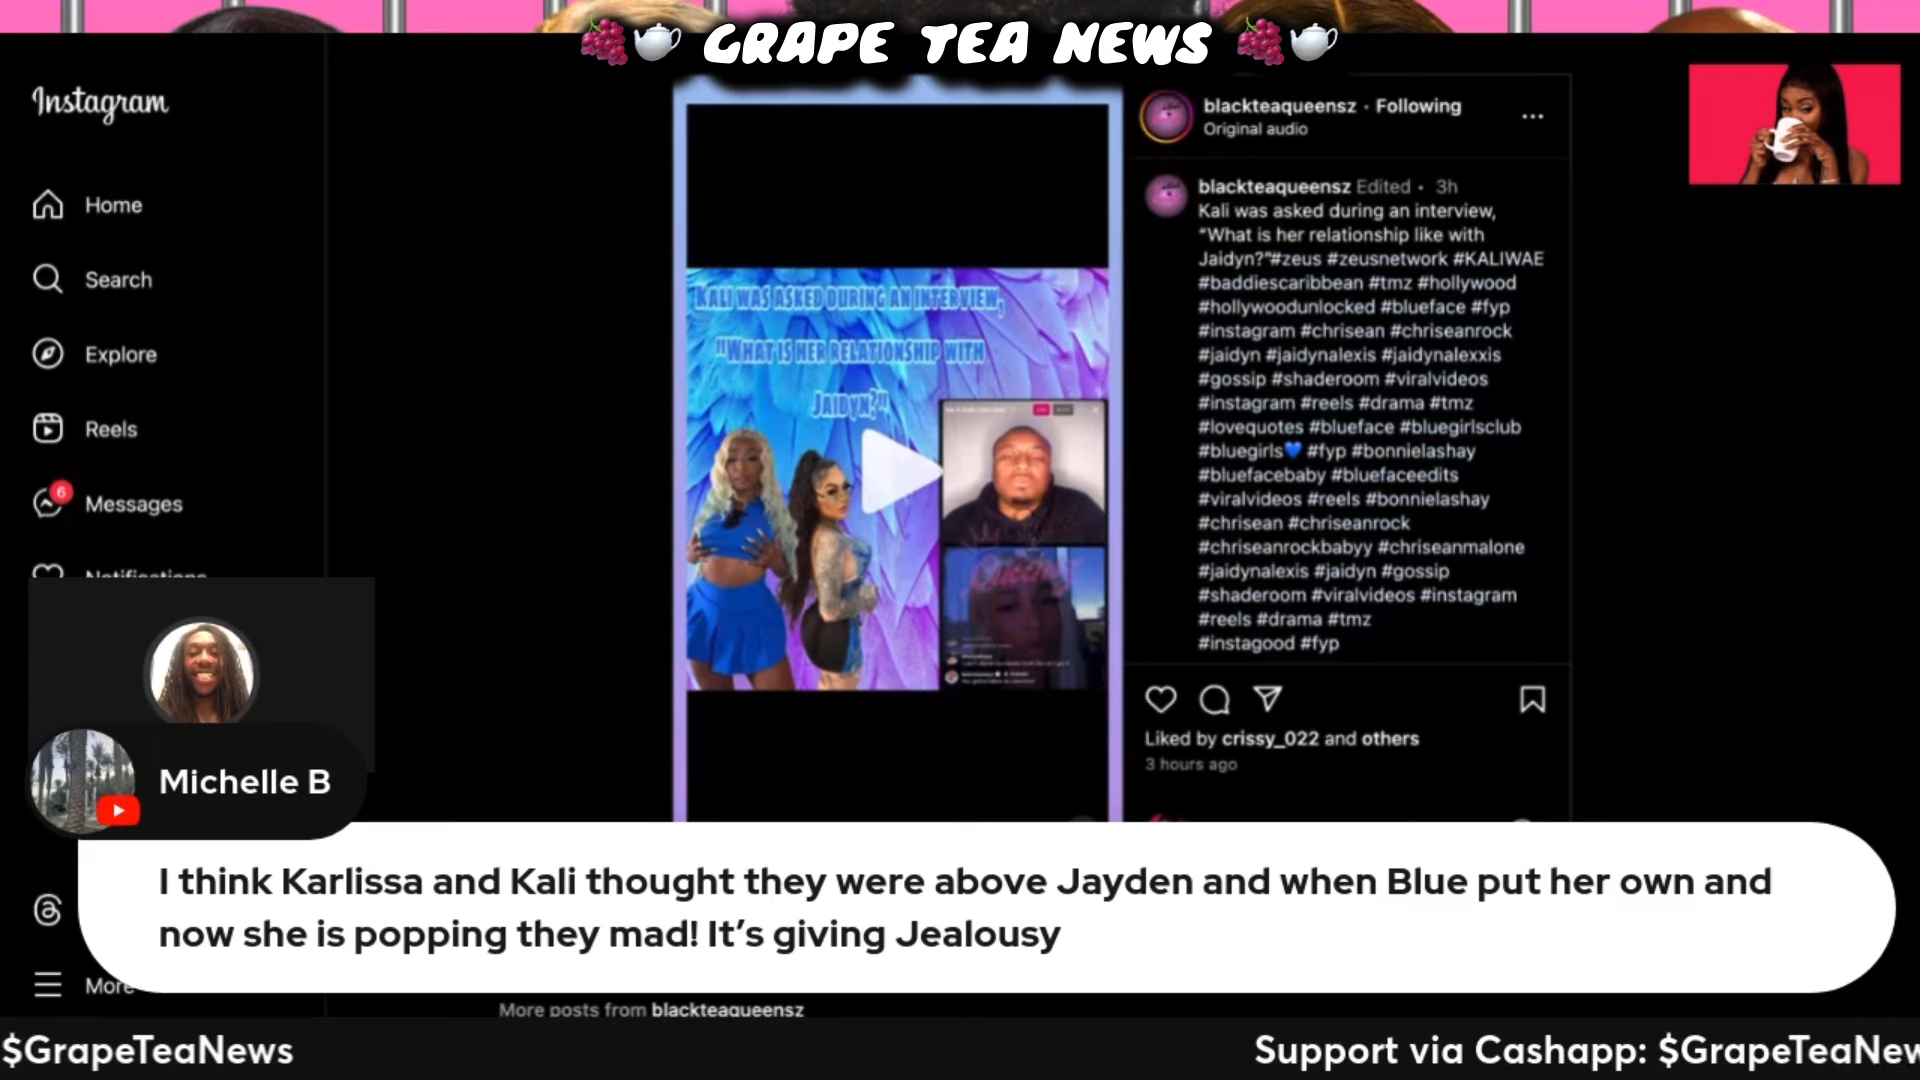 GRAPE TEA NEWS
Instagram
Home
Search
Explore
Reels
6
Messages
Notifications
More
KALI WAS ASKED DURING AN INTERVIEW,
"WHAT IS HER RELATIONSHIP WITH
JAIDYN?"
blackteaqueensz • Following
Original audio
blackteaqueensz Edited • 3h
Kali was asked during an interview,
"What is her relationship like with
Jaidyn?"#zeus #zeusnetwork #KALIWAE
#baddiescaribbean #tmz #hollywood
#hollywoodunlocked #blueface #fyp
#instagram #chrisean #chriseanrock
#jaidyn #jaidynalexis #jaidynalexxis
#gossip #shaderoom #viralvideos
#instagram #reels #drama #tmz
#lovequotes #blueface #bluegirlsclub
#bluegirls💙 #fyp #bonnielashay
#bluefacebaby #bluefaceedits
#viralvideos #reels #bonnielashay
#chrisean #chriseanrock
#chriseanrockbabyy #chriseanmalone
#jaidynalexis #jaidyn #gossip
#shaderoom #viralvideos #instagram
#reels #drama #tmz
#instagood #fyp
Liked by crissy_022 and others
3 hours ago
Michelle B
I think Karlissa and Kali thought they were above Jayden and when Blue put her own and
now she is popping they mad! It's giving Jealousy
More posts from blackteaqueensz
$GrapeTeaNews
Support via Cashapp: $GrapeTeaNew